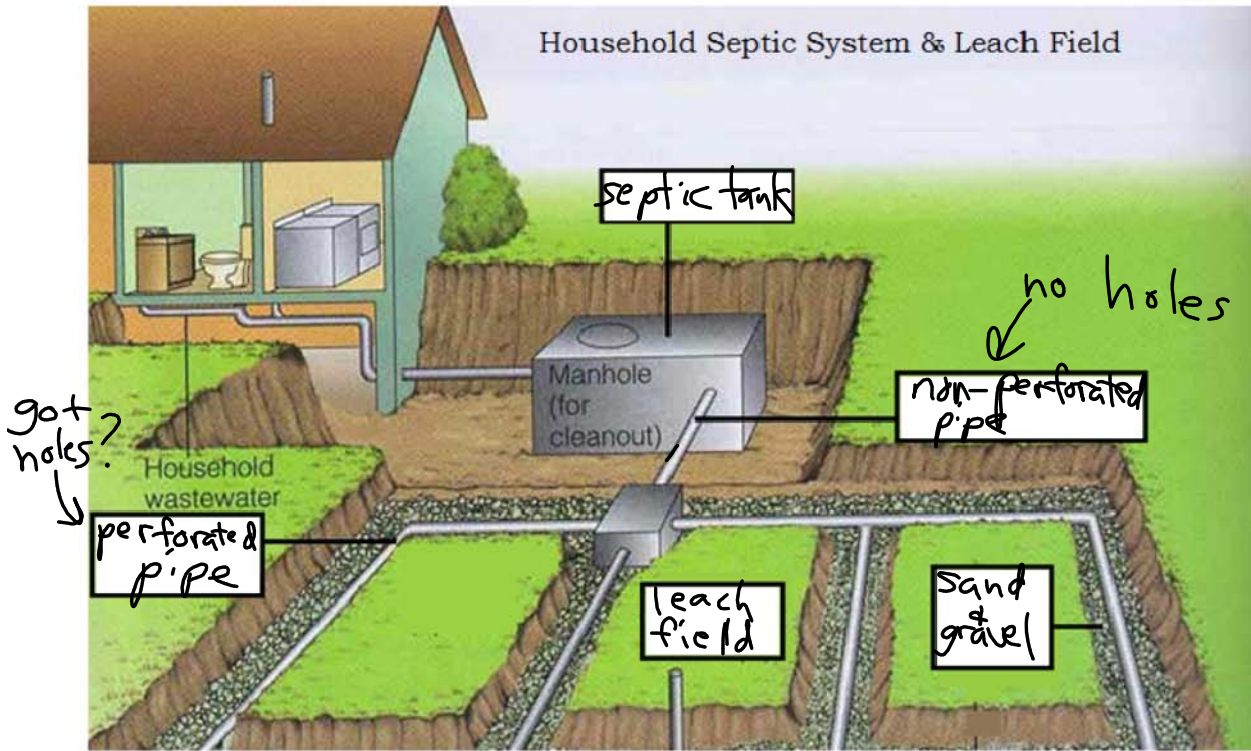 Household Septic System & Leach Field
septic tank
no holes
non-perforated
pipe
Manhole
(for
cleanout)
got
holes?
Household
wastewater
perforated
pipe
leach
field
sand
&
gravel